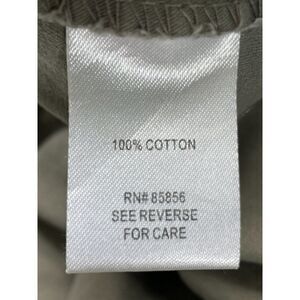 100% COTTON
RN# 85856
SEE REVERSE
FOR CARE